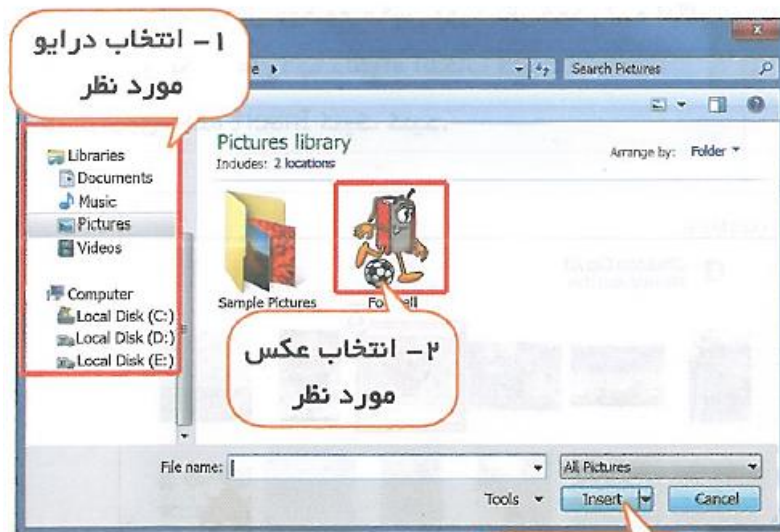 ۱- انتخاب درایو
مورد نظر
Search Pictures
Libraries
Documents
Music
Pictures
Videos
Computer
Local Disk (C:)
Local Disk (D:)
Local Disk (E:)
Pictures library
Includes: 2 locations
Arrange by: Folder
Sample Pictures
۲- انتخاب عکس
مورد نظر
File name:
All Pictures
Tools
Insert
Cancel